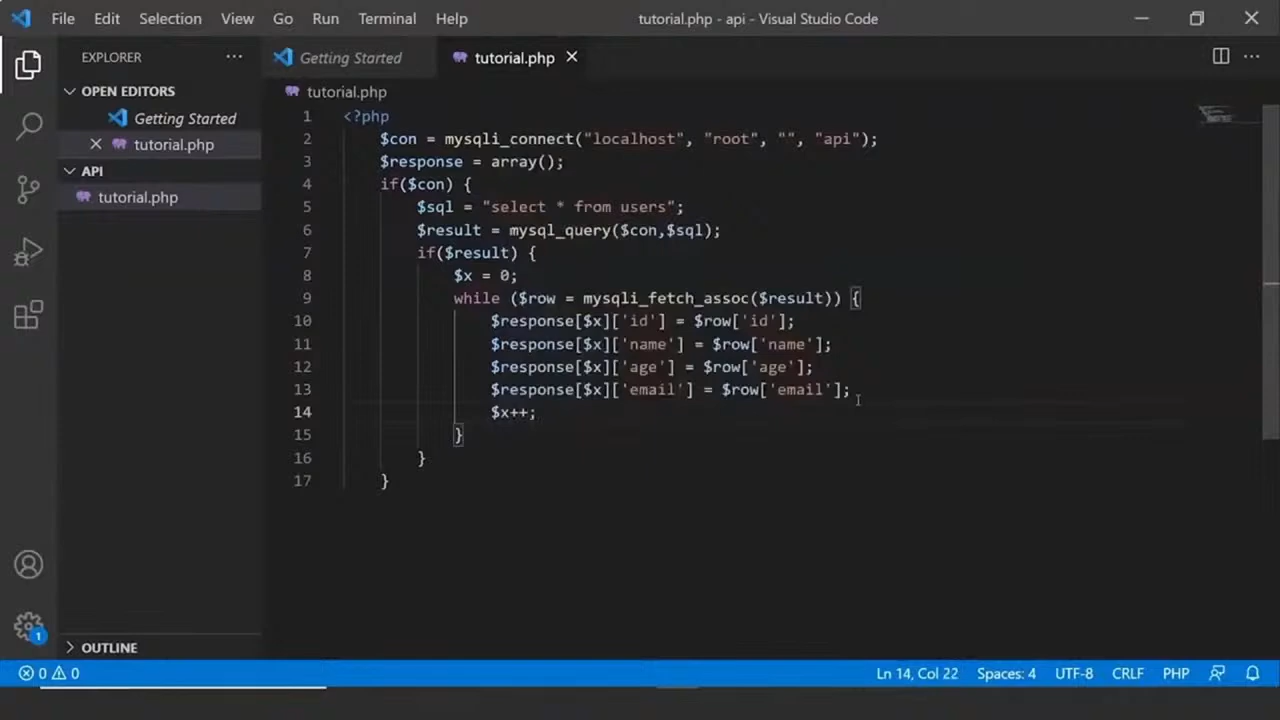 File Edit Selection View Go Run Terminal Help tutorial.php - api - Visual Studio Code
EXPLORER
OPEN EDITORS
Getting Started
tutorial.php
API
tutorial.php
OUTLINE
Getting Started tutorial.php
tutorial.php
1 <?php
2 $con = mysqli_connect("localhost", "root", "", "api");
3 $response = array();
4 if($con) {
5 $sql = "select * from users";
6 $result = mysql_query($con,$sql);
7 if($result) {
8 $x = 0;
9 while ($row = mysqli_fetch_assoc($result)) {
10 $response[$x]['id'] = $row['id'];
11 $response[$x]['name'] = $row['name'];
12 $response[$x]['age'] = $row['age'];
13 $response[$x]['email'] = $row['email'];
14 $x++;
15 }
16 }
17 }
1
0 0 Ln 14, Col 22 Spaces: 4 UTF-8 CRLF PHP